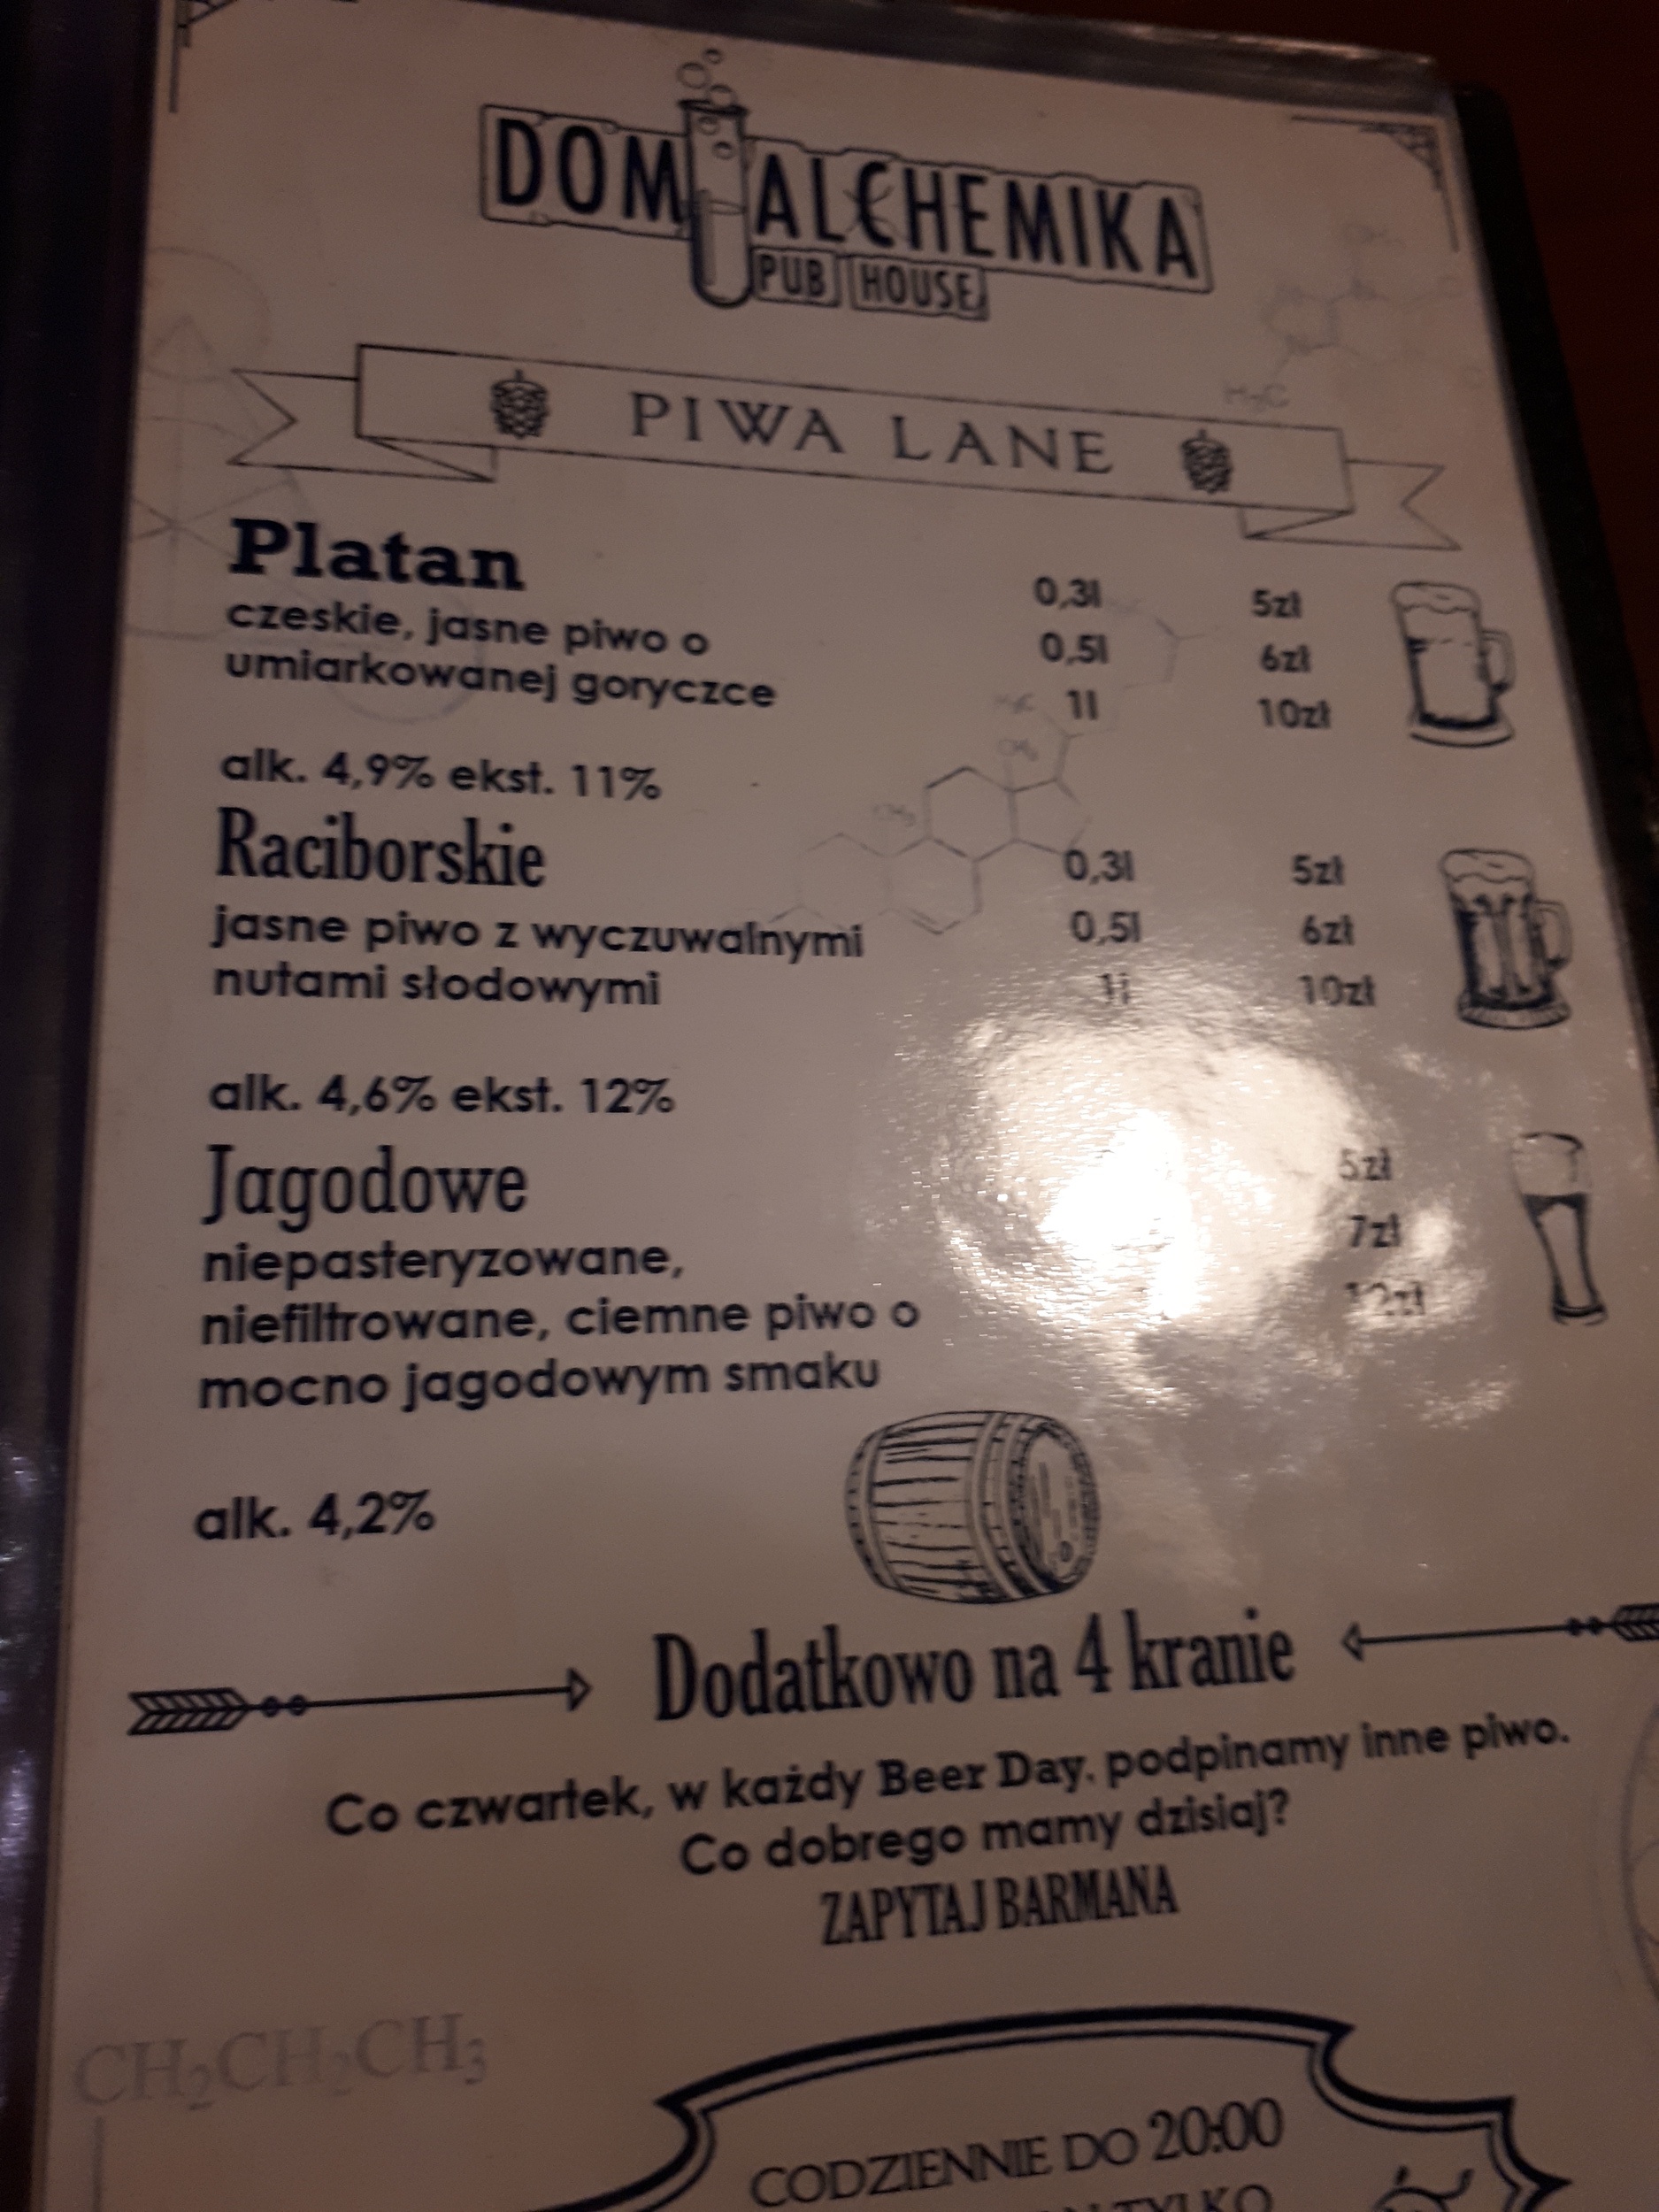 DOM ALCHEMIKA
PUB HOUSE
PIWA LANE
Platan
czeskie, jasne piwo o
umiarkowanej goryczce
0,3l 5zł
0,5l 6zł
1l 10zł
alk. 4,9% ekst. 11%
Raciborskie
jasne piwo z wyczuwalnymi
nutami słodowymi
0,3l 5zł
0,5l 6zł
1l 10zł
alk. 4,6% ekst. 12%
Jagodowe
niepasteryzowane,
niefiltrowane, ciemne piwo o
mocno jagodowym smaku
5zł
7zł
12zł
alk. 4,2%
Dodatkowo na 4 kranie
Co czwartek, w każdy Beer Day, podpinamy inne piwo.
Co dobrego mamy dzisiaj?
ZAPYTAJ BARMANA
CH₂CH₂CH₃
CODZIENNIE DO 20:00
TYLKO